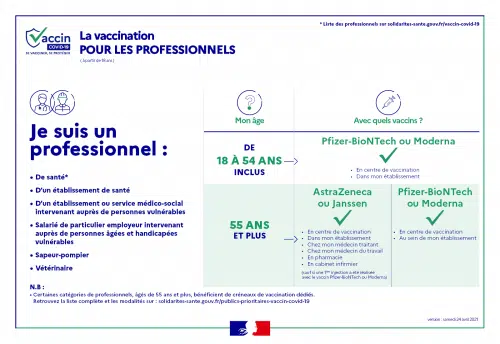 * Liste des professionnels sur solidarites-sante.gouv.fr/vaccin-covid-19
Vaccin
COVID-19
SE VACCINER, SE PROTÉGER
La vaccination
POUR LES PROFESSIONNELS
( à partir de 18 ans )
Mon âge
Avec quels vaccins ?
Je suis un
professionnel :
• De santé*
• D'un établissement de santé
• D'un établissement ou service médico-social
intervenant auprès de personnes vulnérables
• Salarié de particulier employeur intervenant
auprès de personnes âgées et handicapées
vulnérables
• Sapeur-pompier
• Vétérinaire
DE
18 À 54 ANS
INCLUS
Pfizer-BioNTech ou Moderna
• En centre de vaccination
• Dans mon établissement
55 ANS
ET PLUS
AstraZeneca
ou Janssen
• En centre de vaccination
• Dans mon établissement
• Chez mon médecin traitant
• Chez mon médecin du travail
• En pharmacie
• En cabinet infirmier
(sauf si une 1ère injection a été réalisée
avec le vaccin Pfizer-BioNTech ou Moderna)
Pfizer-BioNTech
ou Moderna
• En centre de vaccination
• Au sein de mon établissement
N.B :
• Certaines catégories de professionnels, âgés de 55 ans et plus, bénéficient de créneaux de vaccination dédiés.
Retrouvez la liste complète et les modalités sur : solidarites-sante.gouv.fr/publics-prioritaires-vaccin-covid-19
version : samedi 24 avril 2021